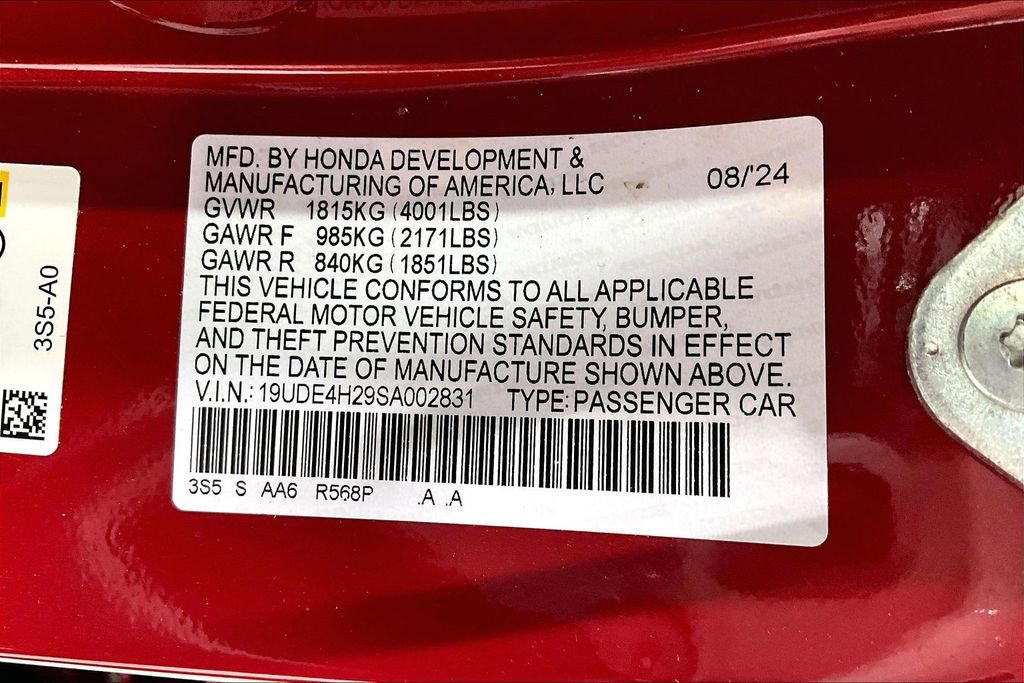 MFD. BY HONDA DEVELOPMENT &
MANUFACTURING OF AMERICA, LLC 08/'24
GVWR 1815KG (4001LBS)
GAWR F 985KG (2171LBS)
GAWR R 840KG (1851LBS)
THIS VEHICLE CONFORMS TO ALL APPLICABLE
FEDERAL MOTOR VEHICLE SAFETY, BUMPER,
AND THEFT PREVENTION STANDARDS IN EFFECT
ON THE DATE OF MANUFACTURE SHOWN ABOVE.
V.I.N.: 19UDE4H29SA002831 TYPE: PASSENGER CAR
3S5 S AA6 R568P .A .A
3S5-A0